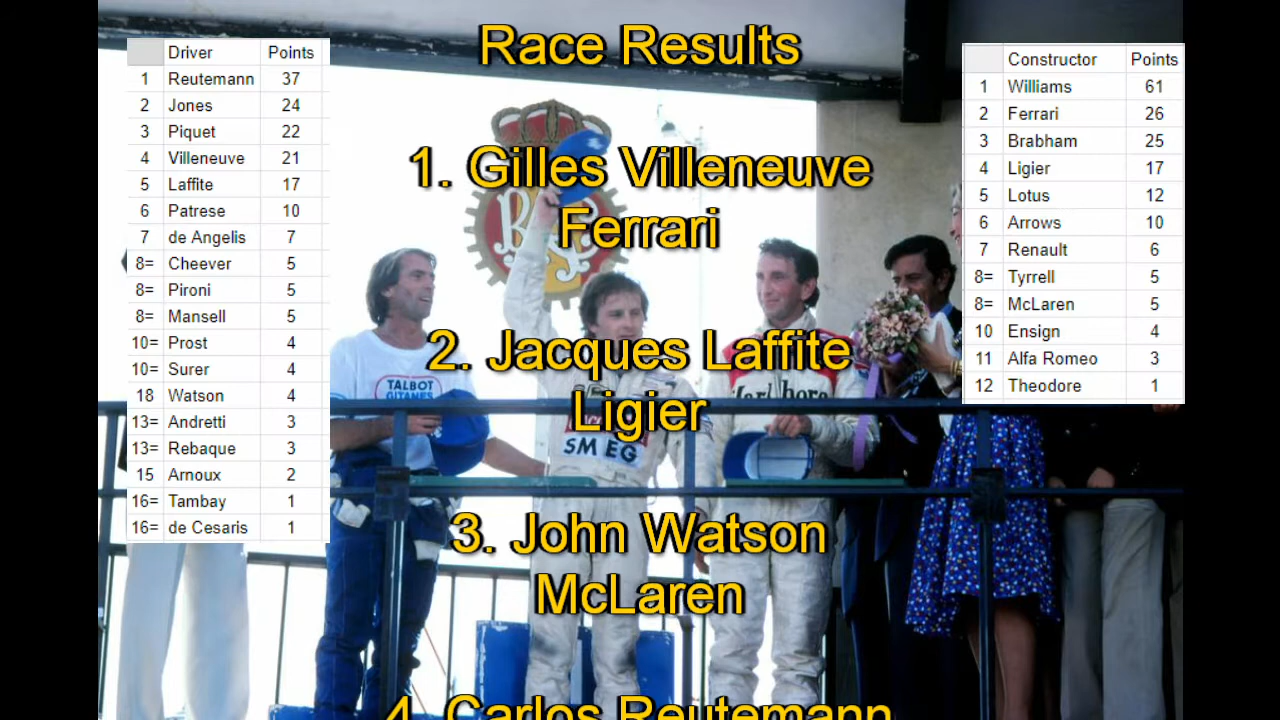 Race Results
1. Gilles Villeneuve
Ferrari
2. Jacques Laffite
Ligier
3. John Watson
McLaren
4. Carlos Reutemann
Driver Points
1 Reutemann 37
2 Jones 24
3 Piquet 22
4 Villeneuve 21
5 Laffite 17
6 Patrese 10
7 de Angelis 7
8= Cheever 5
8= Pironi 5
8= Mansell 5
10= Prost 4
10= Surer 4
18 Watson 4
13= Andretti 3
13= Rebaque 3
15 Arnoux 2
16= Tambay 1
16= de Cesaris 1
Constructor Points
1 Williams 61
2 Ferrari 26
3 Brabham 25
4 Ligier 17
5 Lotus 12
6 Arrows 10
7 Renault 6
8= Tyrrell 5
8= McLaren 5
10 Ensign 4
11 Alfa Romeo 3
12 Theodore 1
TALBOT
GITANES
SMEG
Marlboro